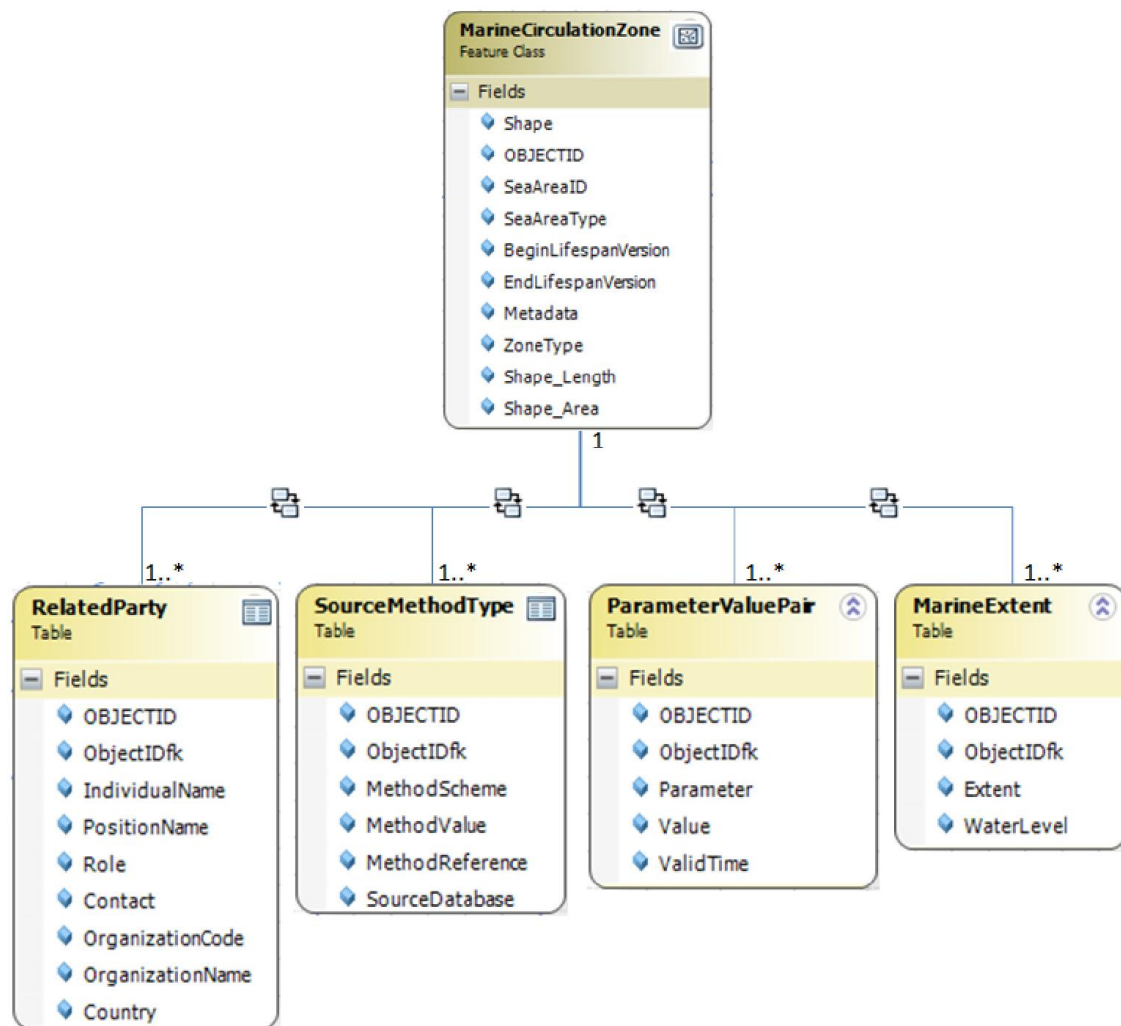 MarineCirculationZone
Feature Class
Fields
Shape
OBJECTID
SeaAreaID
SeaAreaType
BeginLifespanVersion
EndLifespanVersion
Metadata
ZoneType
Shape_Length
Shape_Area
1
1..*
1..*
1..*
1..*
RelatedParty
Table
Fields
OBJECTID
ObjectIDfk
IndividualName
PositionName
Role
Contact
OrganizationCode
OrganizationName
Country
SourceMethodType
Table
Fields
OBJECTID
ObjectIDfk
MethodScheme
MethodValue
MethodReference
SourceDatabase
ParameterValuePair
Table
Fields
OBJECTID
ObjectIDfk
Parameter
Value
ValidTime
MarineExtent
Table
Fields
OBJECTID
ObjectIDfk
Extent
WaterLevel